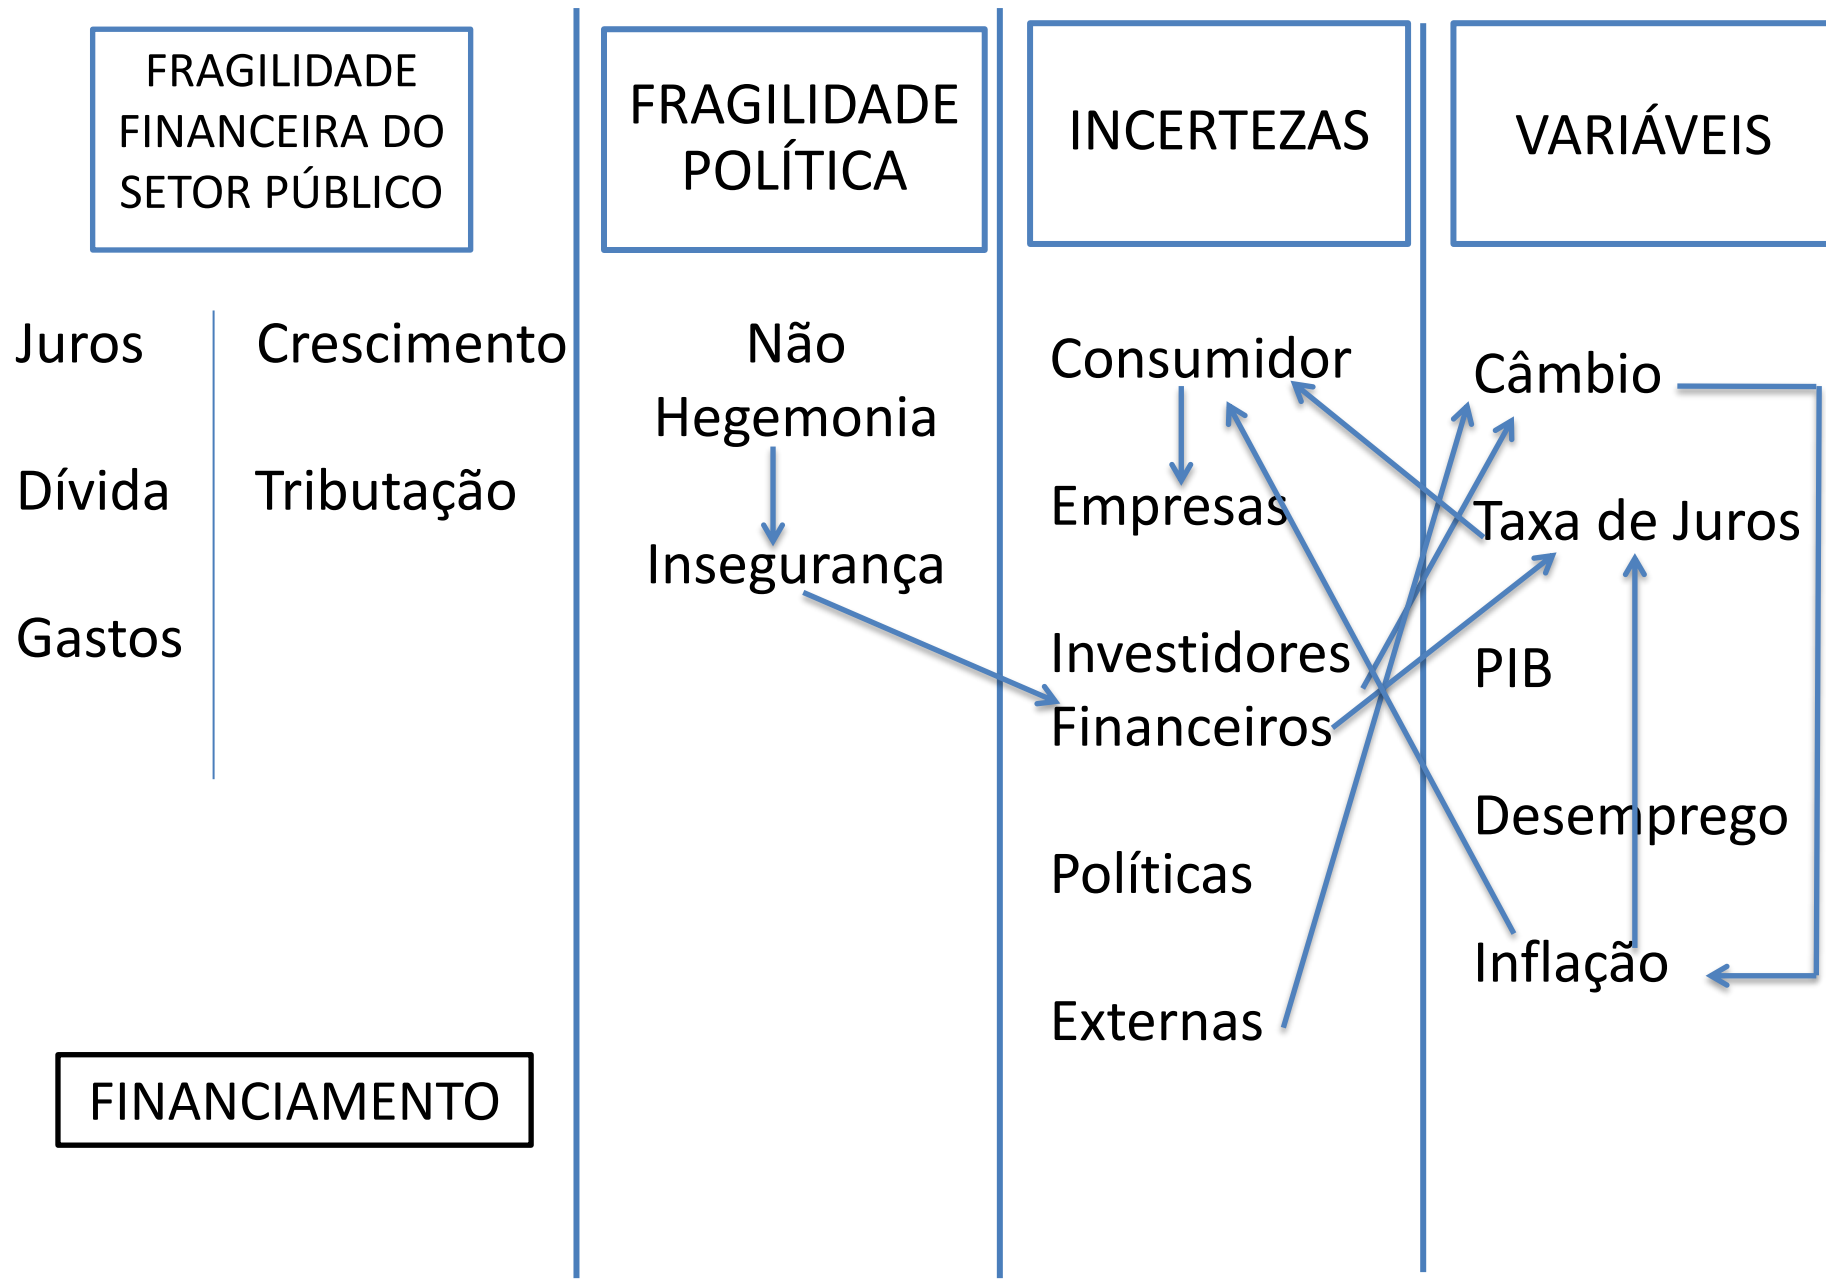 FRAGILIDADE
FINANCEIRA DO
SETOR PÚBLICO
Juros
Dívida
Gastos
Crescimento
Tributação
FINANCIAMENTO
FRAGILIDADE
POLÍTICA
Não
Hegemonia
Insegurança
INCERTEZAS
Consumidor
Empresas
Investidores
Financeiros
Políticas
Externas
VARIÁVEIS
Câmbio
Taxa de Juros
PIB
Desemprego
Inflação